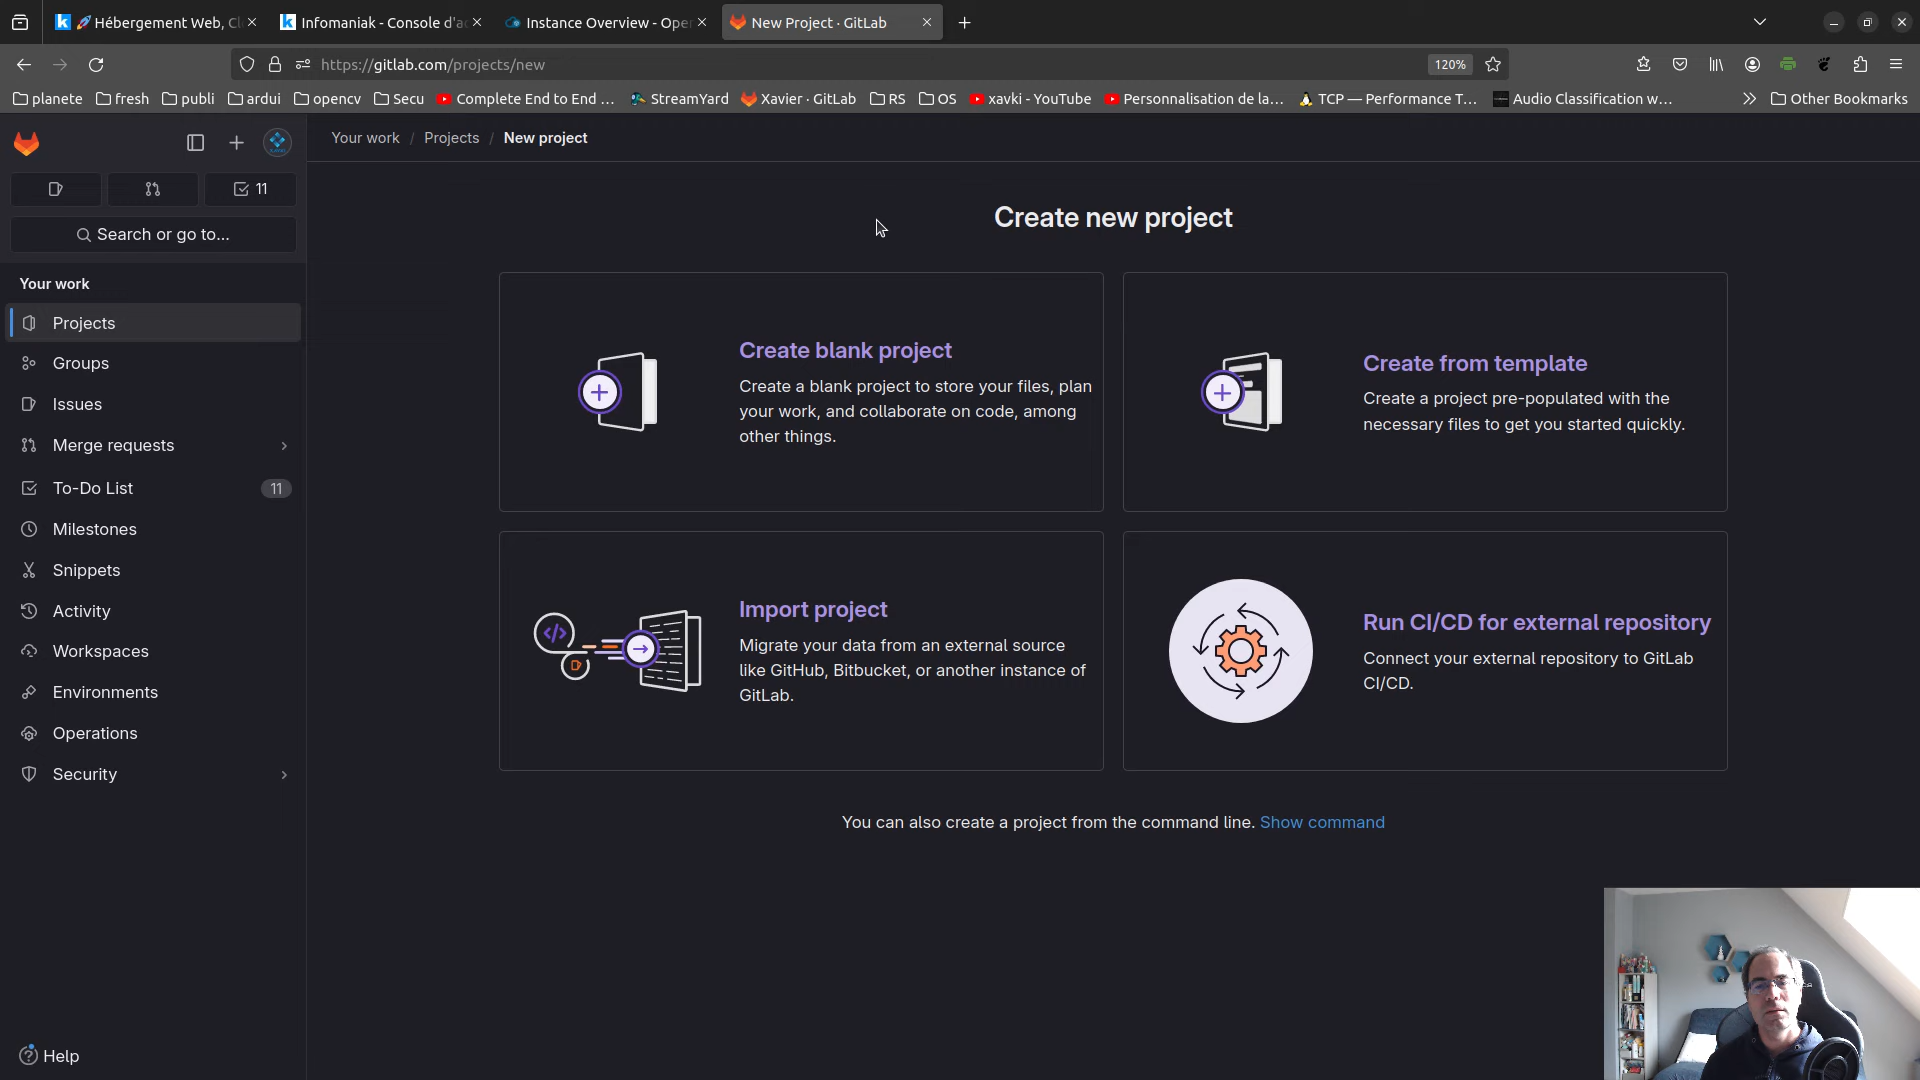 🚀 Hébergement Web, Cl
Infomaniak - Console d'ac
Instance Overview - Oper
New Project · GitLab
https://gitlab.com/projects/new
120%
planete
fresh
publi
ardui
opencv
Secu
Complete End to End ...
StreamYard
Xavier · GitLab
RS
OS
xavki - YouTube
Personnalisation de la...
TCP — Performance T...
Audio Classification w...
Other Bookmarks
Your work / Projects / New project
11
Search or go to...
Your work
Projects
Groups
Issues
Merge requests
To-Do List 11
Milestones
Snippets
Activity
Workspaces
Environments
Operations
Security
Help
Create new project
Create blank project
Create a blank project to store your files, plan
your work, and collaborate on code, among
other things.
Create from template
Create a project pre-populated with the
necessary files to get you started quickly.
Import project
Migrate your data from an external source
like GitHub, Bitbucket, or another instance of
GitLab.
Run CI/CD for external repository
Connect your external repository to GitLab
CI/CD.
You can also create a project from the command line. Show command